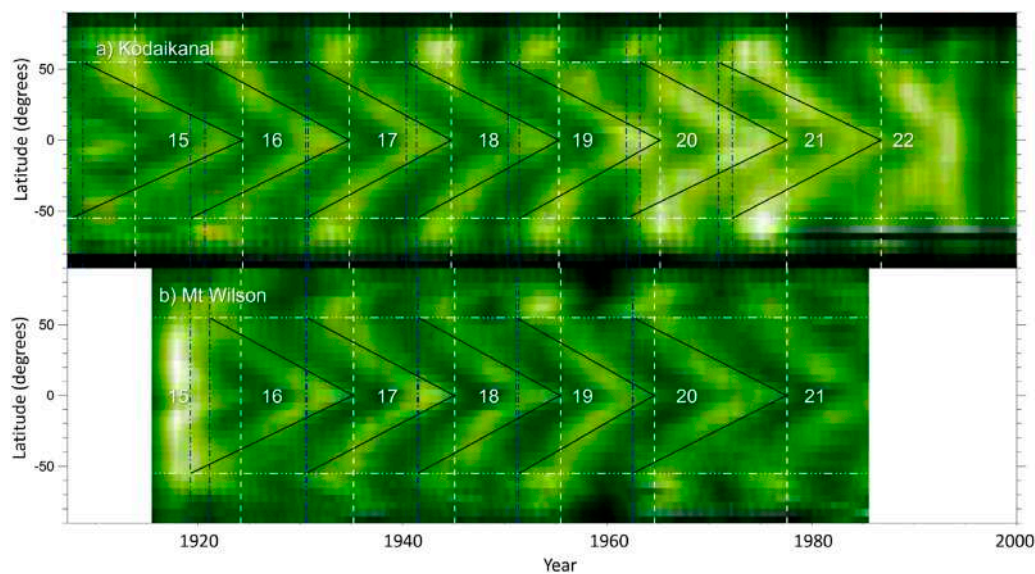 a) Kodaikanal
50
0
-50
Latitude (degrees)
15 16 17 18 19 20 21 22
b) Mt Wilson
50
0
-50
Latitude (degrees)
15 16 17 18 19 20 21
1920 1940 1960 1980 2000
Year